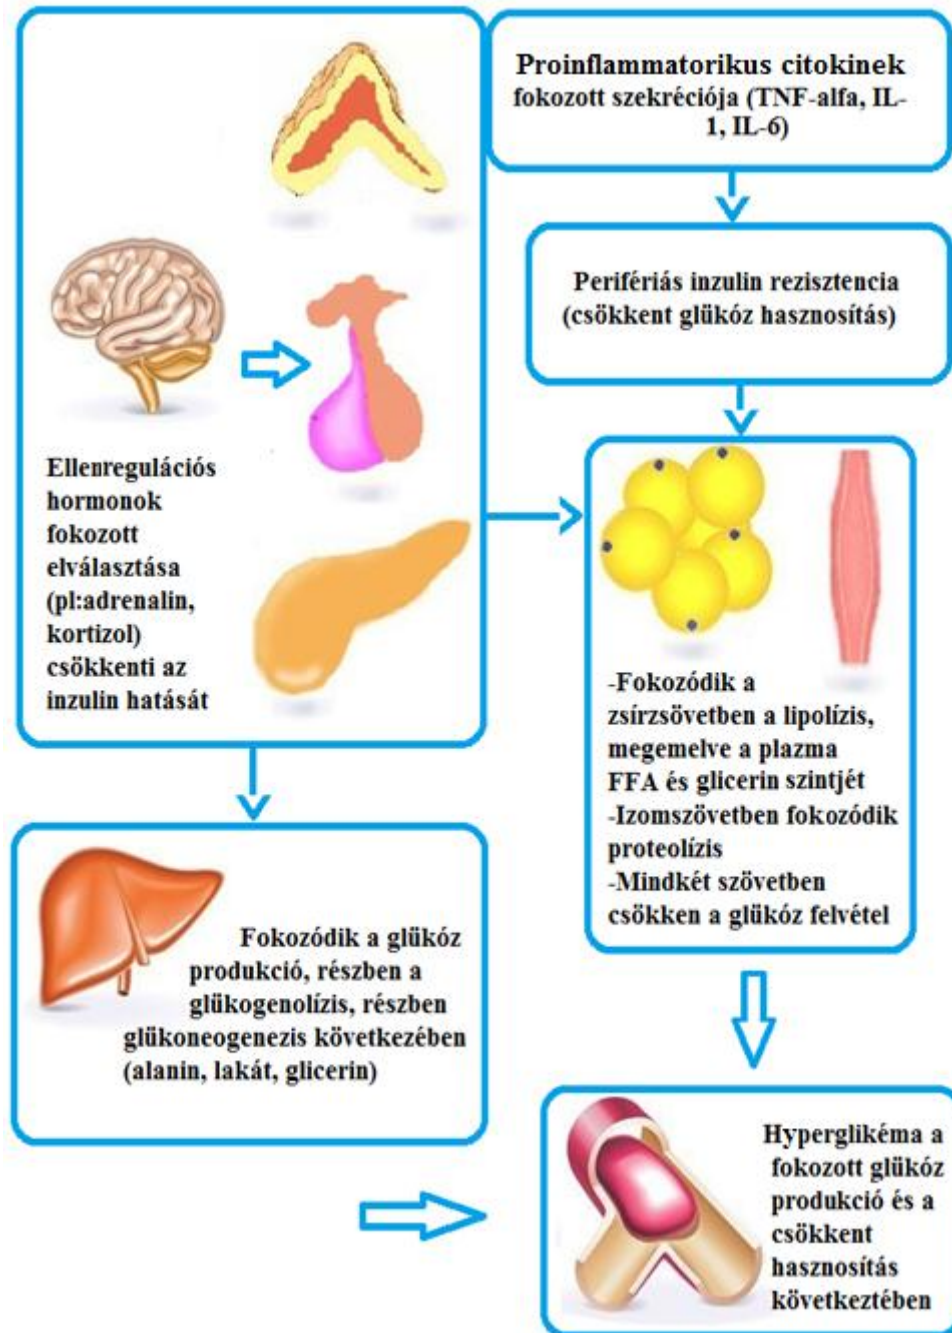 Proinflammatorikus citokinek
fokozott szekréciója (TNF-alfa, IL-
1, IL-6)
Perifériás inzulin rezisztencia
(csökkent glükóz hasznosítás)
Ellenregulációs
hormonok
fokozott
elválasztása
(pl:adrenalin,
kortizol)
csökkenti az
inzulin hatását
-Fokozódik a
zsírzsövetben a lipolízis,
megemelve a plazma
FFA és glicerin szintjét
-Izomszövetben fokozódik
proteolízis
-Mindkét szövetben
csökken a glükóz felvétel
Fokozódik a glükóz
produkció, részben a
glükogenolízis, részben
glükoneogenezis következében
(alanin, lakát, glicerin)
Hyperglikéma a
fokozott glükóz
produkció és a
csökkent
hasznosítás
következtében